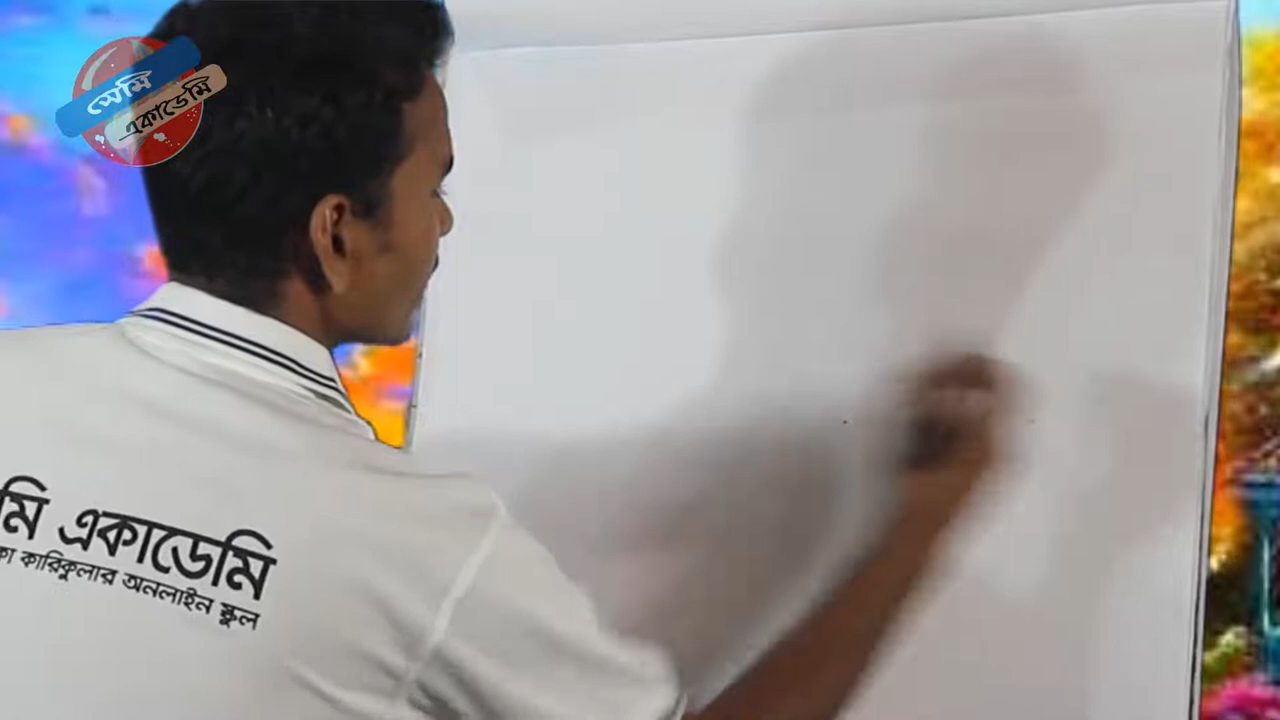 সেমি
একাডেমি
মি একাডেমি
কারিকুলার অনলাইন স্কুল